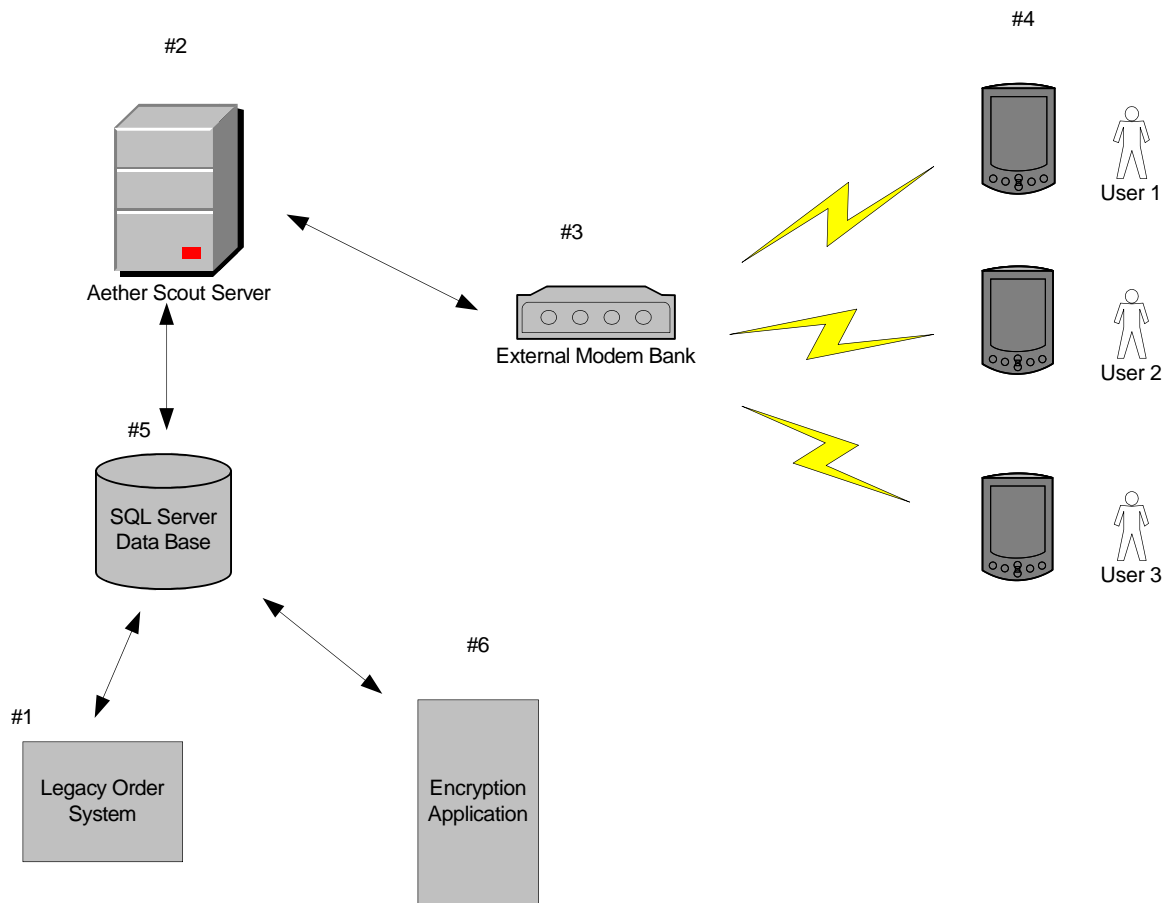 #4
#2
User 1
#3
Aether Scout Server
External Modem Bank
User 2
#5
SQL Server
Data Base
User 3
#6
#1
Legacy Order
System
Encryption
Application